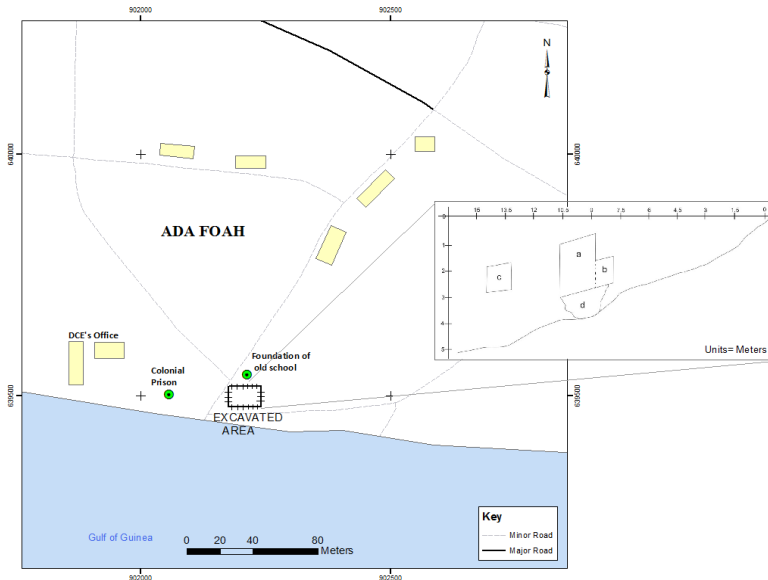 902000
902500
N
640000
640000
15
13.5
12
10.5
9
7.5
6
4.5
3
1.5
0
0
1
2
3
4
5
a
b
c
d
Units= Meters
ADA FOAH
DCE's Office
Colonial
Prison
Foundation of
old school
639500
639500
EXCAVATED
AREA
Gulf of Guinea
0
20
40
80
Meters
Key
Minor Road
Major Road
902000
902500